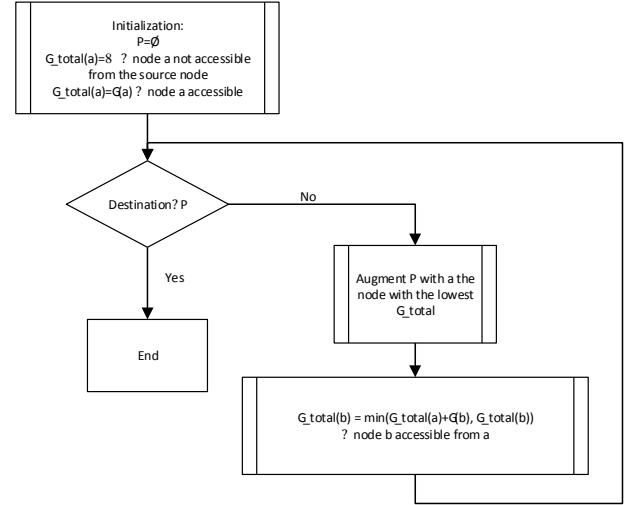 Initialization:
P=Ø
G_total(a)=8 ? node a not accessible
from the source node
G_total(a)=G(a) ? node a accessible
Destination? P
No
Yes
Augment P with a the
node with the lowest
G_total
End
G_total(b) = min(G_total(a)+G(b), G_total(b))
? node b accessible from a